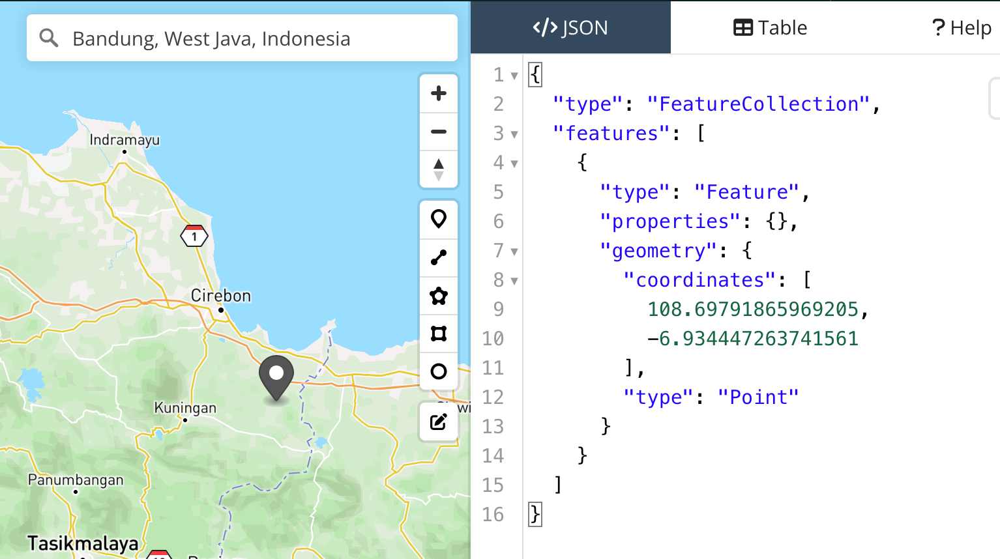 Bandung, West Java, Indonesia
Indramayu
1
Cirebon
Kuningan
Panumbangan
Tasikmalaya
</> JSON
Table
? Help
1 {
2 "type": "FeatureCollection",
3 "features": [
4 {
5 "type": "Feature",
6 "properties": {},
7 "geometry": {
8 "coordinates": [
9 108.69791865969205,
10 -6.934447263741561
11 ],
12 "type": "Point"
13 }
14 }
15 ]
16 }